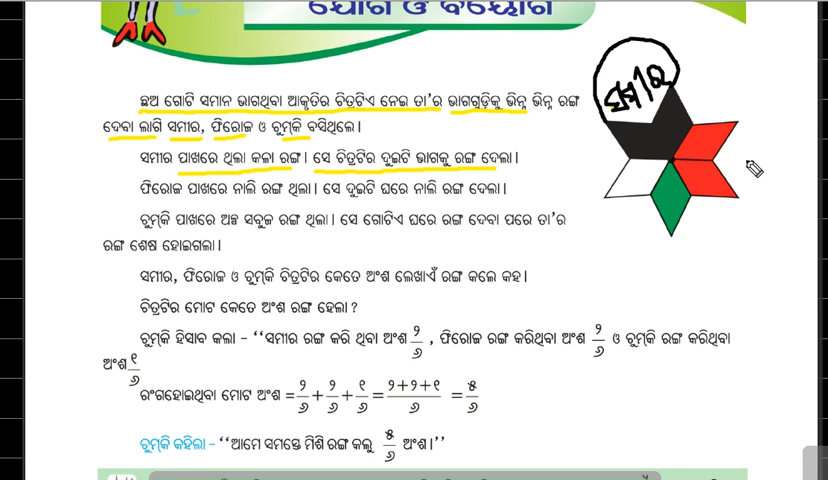 ଯୋଗ ଓ ବିୟୋଗ
ସମୀର
ଛଅ ଗୋଟି ସମାନ ଭାଗଥିବା ଆକୃତିର ଚିତ୍ରଟିଏ ନେଇ ତା'ର ଭାଗଗୁଡ଼ିକୁ ଭିନ୍ନ ଭିନ୍ନ ରଙ୍ଗ
ଦେବା ଲାଗି ସମୀର, ଫିରୋଜ ଓ ଚୁମ୍‌କି ବସିଥିଲେ।
ସମୀର ପାଖରେ ଥିଲା କଳା ରଙ୍ଗ। ସେ ଚିତ୍ରଟିର ଦୁଇଟି ଭାଗକୁ ରଙ୍ଗ ଦେଲା।
ଫିରୋଜ ପାଖରେ ନାଲି ରଙ୍ଗ ଥିଲା। ସେ ଦୁଇଟି ଘରେ ନାଲି ରଙ୍ଗ ଦେଲା।
ଚୁମ୍‌କି ପାଖରେ ଅଳ୍ପ ସବୁଜ ରଙ୍ଗ ଥିଲା। ସେ ଗୋଟିଏ ଘରେ ରଙ୍ଗ ଦେବା ପରେ ତା'ର
ରଙ୍ଗ ଶେଷ ହୋଇଗଲା।
ସମୀର, ଫିରୋଜ ଓ ଚୁମ୍‌କି ଚିତ୍ରଟିର କେତେ ଅଂଶ ଲେଖାଏଁ ରଙ୍ଗ କଲେ କହ।
ଚିତ୍ରଟିର ମୋଟ କେତେ ଅଂଶ ରଙ୍ଗ ହେଲା ?
ଚୁମ୍‌କି ହିସାବ କଲା - ‘‘ସମୀର ରଙ୍ଗ କରି ଥିବା ଅଂଶ ୨/୬ , ଫିରୋଜ ରଙ୍ଗ କରିଥିବା ଅଂଶ ୨/୬ ଓ ଚୁମ୍‌କି ରଙ୍ଗ କରିଥିବା
ଅଂଶ ୧/୬
ରଂଗହୋଇଥିବା ମୋଟ ଅଂଶ = ୨/୬ + ୨/୬ + ୧/୬ = ୨+୨+୧/୬ = ୫/୬
ଚୁମ୍‌କି କହିଲା - ‘‘ଆମେ ସମସ୍ତେ ମିଶି ରଙ୍ଗ କଲୁ ୫/୬ ଅଂଶ।’’